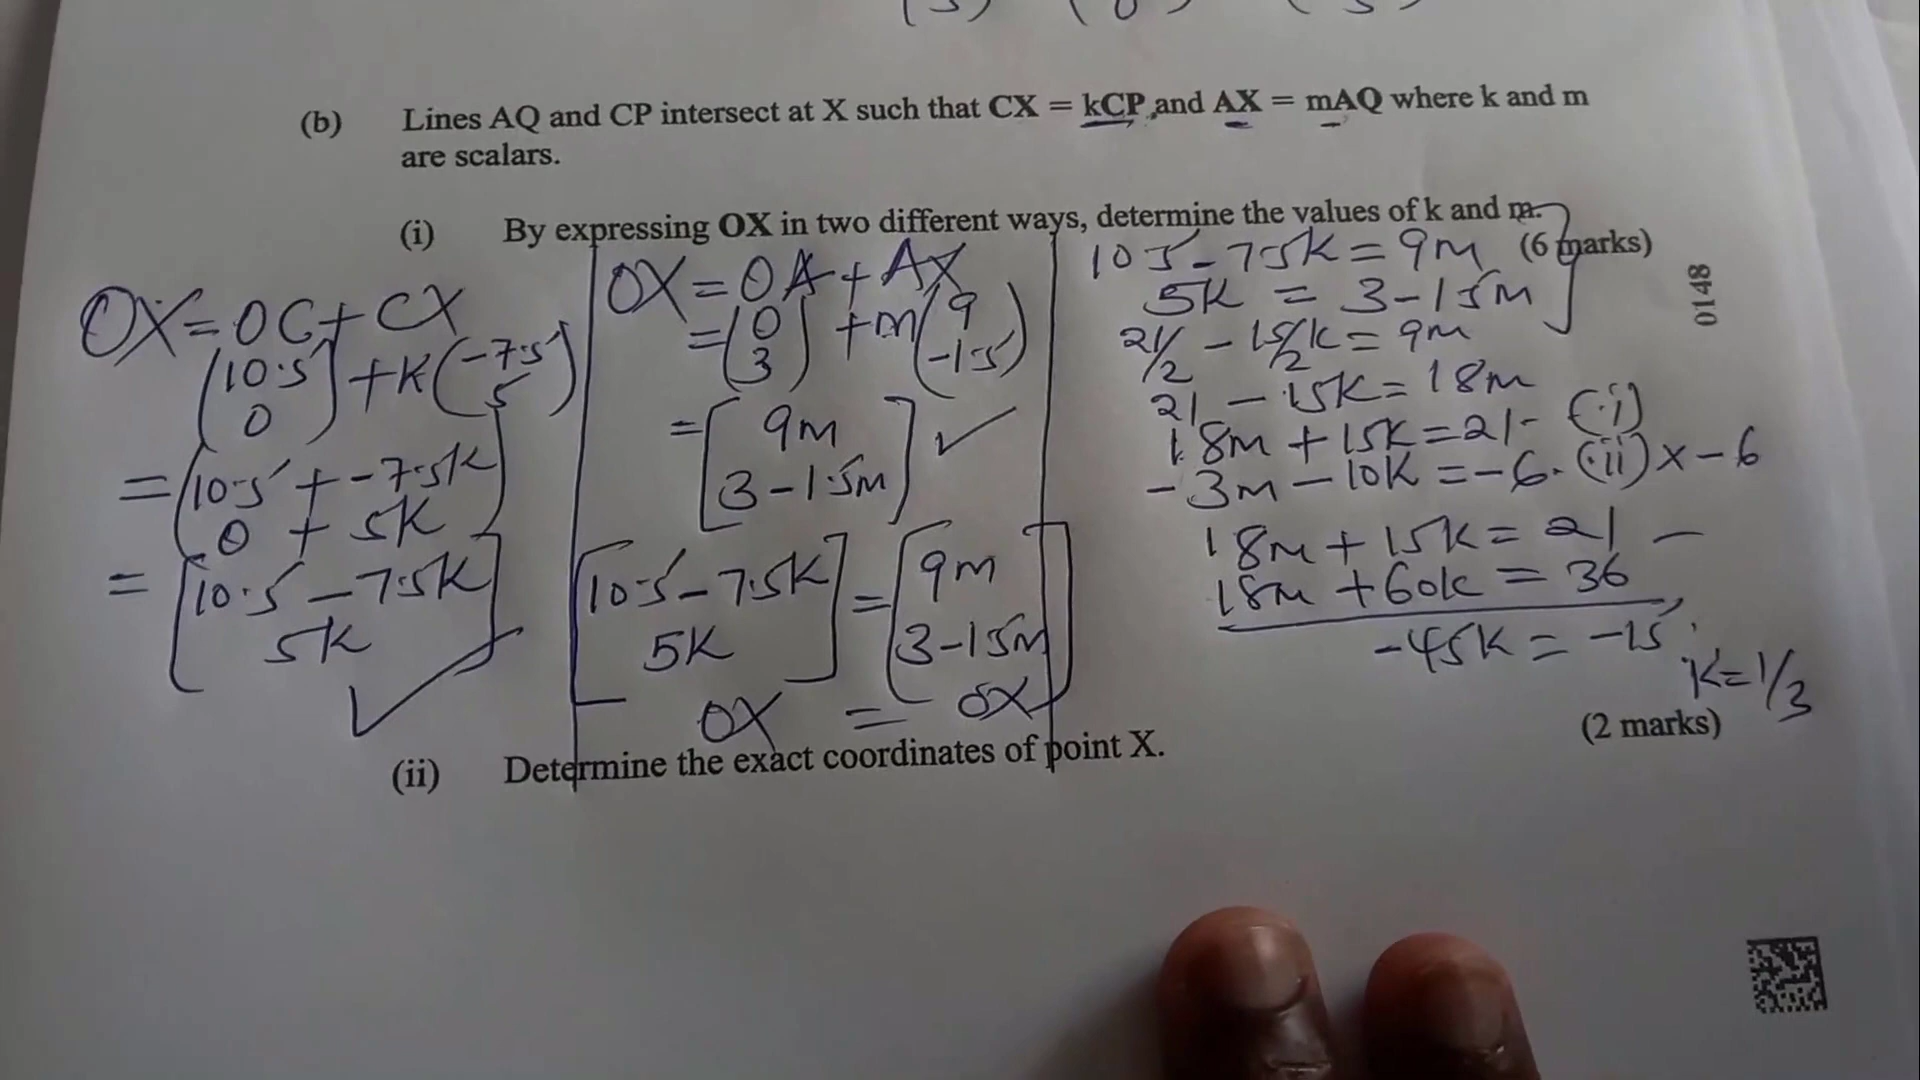 (b) Lines AQ and CP intersect at X such that CX = kCP and AX = mAQ where k and m
are scalars.
(i) By expressing OX in two different ways, determine the values of k and m.
(6 marks)
0148
OX = OC + CX
(10.5 0) + K(-7.5 5)
= (10.5 + -7.5K
0 + 5K)
= [10.5 - 7.5K
5K]
✓
OX = OA + AX
= (0 3) + m(9 -1.5)
= [9m
3 - 1.5m] ✓
[10.5 - 7.5K 5K] = [9m 3 - 1.5m]
OX = OX
10.5 - 7.5K = 9m
5K = 3 - 1.5m
21/2 - 15/2K = 9m
21 - 15K = 18m
18m + 15K = 21 - (i)
-3m - 10K = -6. (ii) x - 6
18m + 15K = 21 -
18m + 60K = 36
-45K = -15
K = 1/3
(2 marks)
(ii) Determine the exact coordinates of point X.